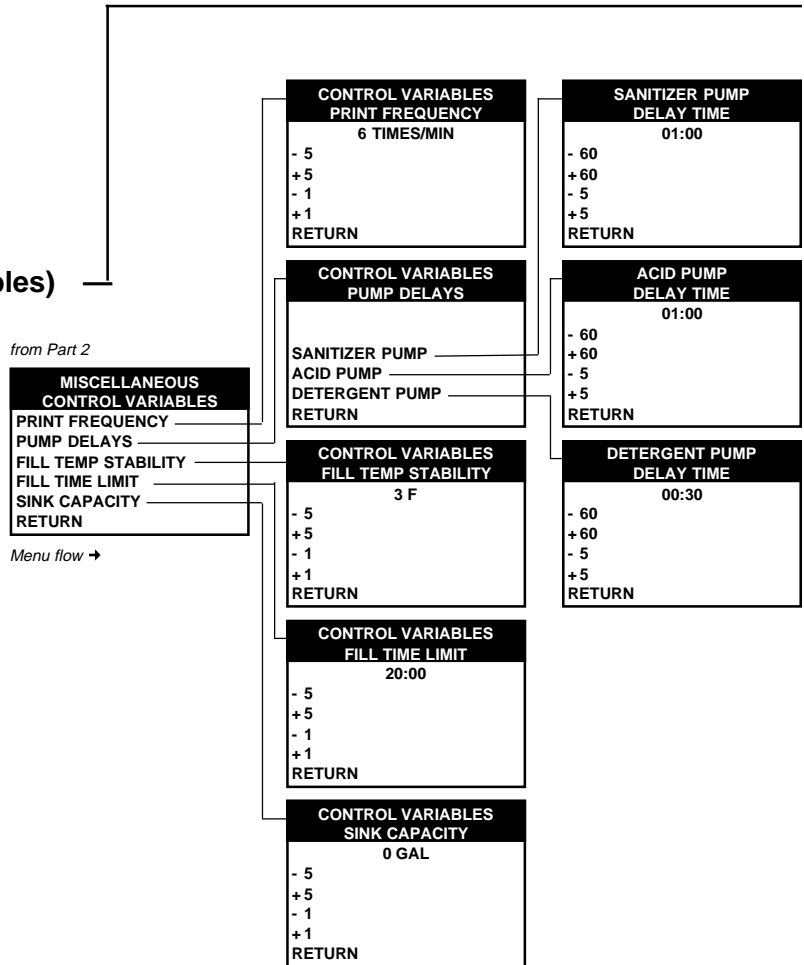 bles)
from Part 2
MISCELLANEOUS
CONTROL VARIABLES
PRINT FREQUENCY
PUMP DELAYS
FILL TEMP STABILITY
FILL TIME LIMIT
SINK CAPACITY
RETURN
Menu flow →
CONTROL VARIABLES
PRINT FREQUENCY
6 TIMES/MIN
- 5
+5
- 1
+1
RETURN
CONTROL VARIABLES
PUMP DELAYS
SANITIZER PUMP
ACID PUMP
DETERGENT PUMP
RETURN
CONTROL VARIABLES
FILL TEMP STABILITY
3 F
- 5
+5
- 1
+1
RETURN
CONTROL VARIABLES
FILL TIME LIMIT
20:00
- 5
+5
- 1
+1
RETURN
CONTROL VARIABLES
SINK CAPACITY
0 GAL
- 5
+5
- 1
+1
RETURN
SANITIZER PUMP
DELAY TIME
01:00
- 60
+60
- 5
+5
RETURN
ACID PUMP
DELAY TIME
01:00
- 60
+60
- 5
+5
RETURN
DETERGENT PUMP
DELAY TIME
00:30
- 60
+60
- 5
+5
RETURN